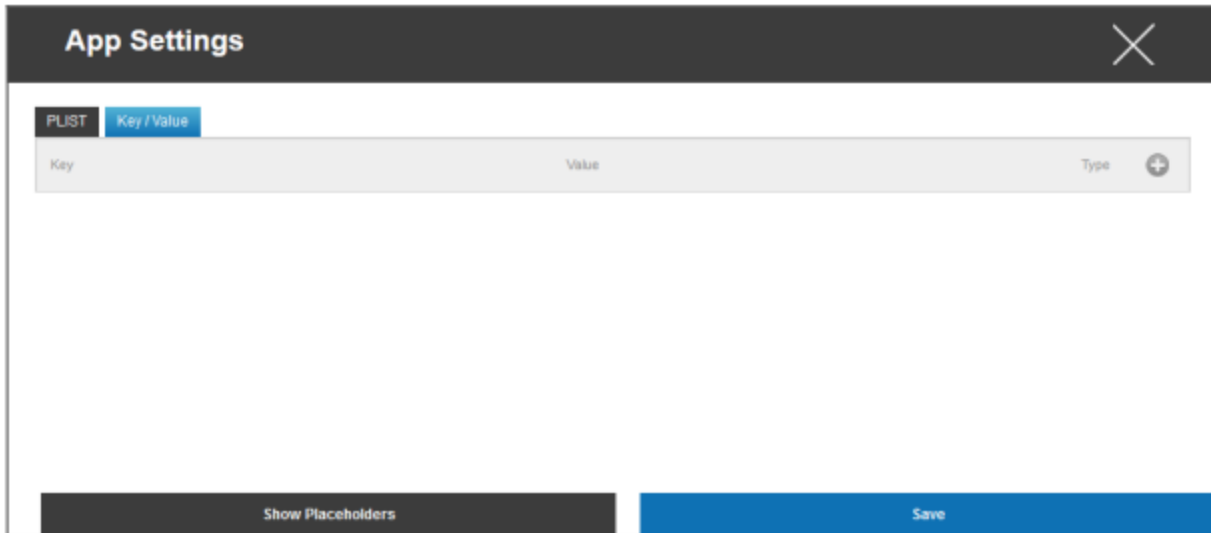 App Settings
PLIST Key / Value
Key Value Type
Show Placeholders Save